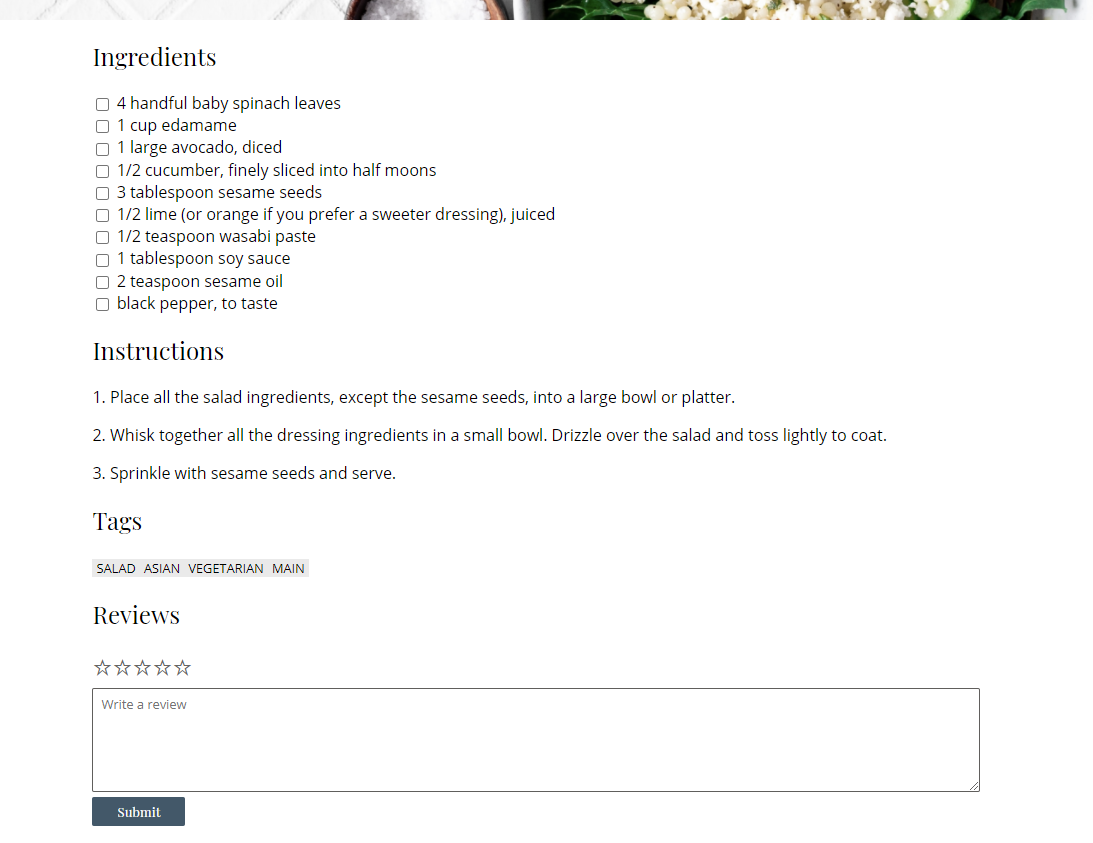 Ingredients
4 handful baby spinach leaves
1 cup edamame
1 large avocado, diced
1/2 cucumber, finely sliced into half moons
3 tablespoon sesame seeds
1/2 lime (or orange if you prefer a sweeter dressing), juiced
1/2 teaspoon wasabi paste
1 tablespoon soy sauce
2 teaspoon sesame oil
black pepper, to taste
Instructions
1. Place all the salad ingredients, except the sesame seeds, into a large bowl or platter.
2. Whisk together all the dressing ingredients in a small bowl. Drizzle over the salad and toss lightly to coat.
3. Sprinkle with sesame seeds and serve.
Tags
SALAD ASIAN VEGETARIAN MAIN
Reviews
Write a review
Submit